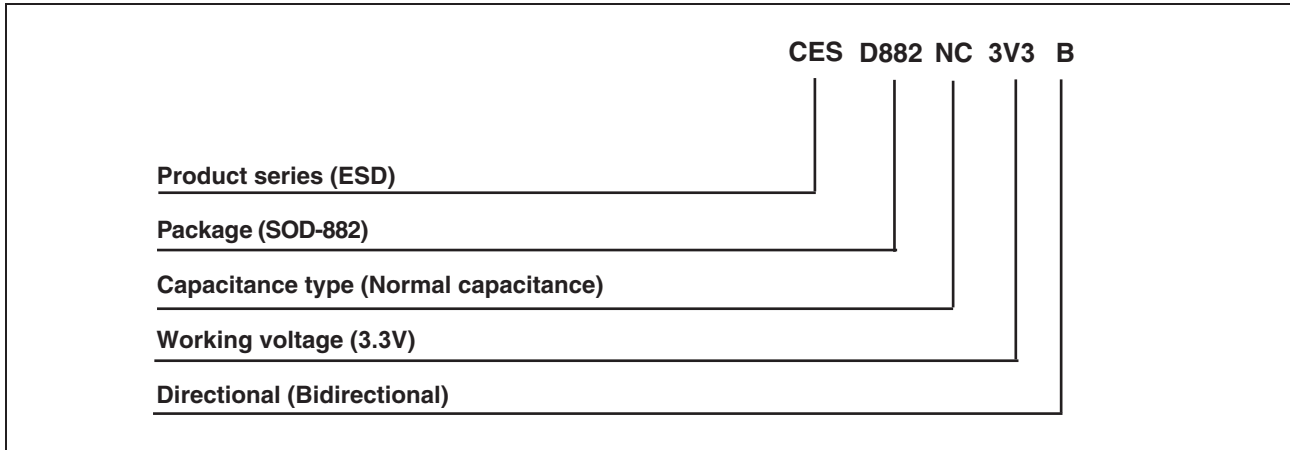 CES D882 NC 3V3 B
Product series (ESD)
Package (SOD-882)
Capacitance type (Normal capacitance)
Working voltage (3.3V)
Directional (Bidirectional)